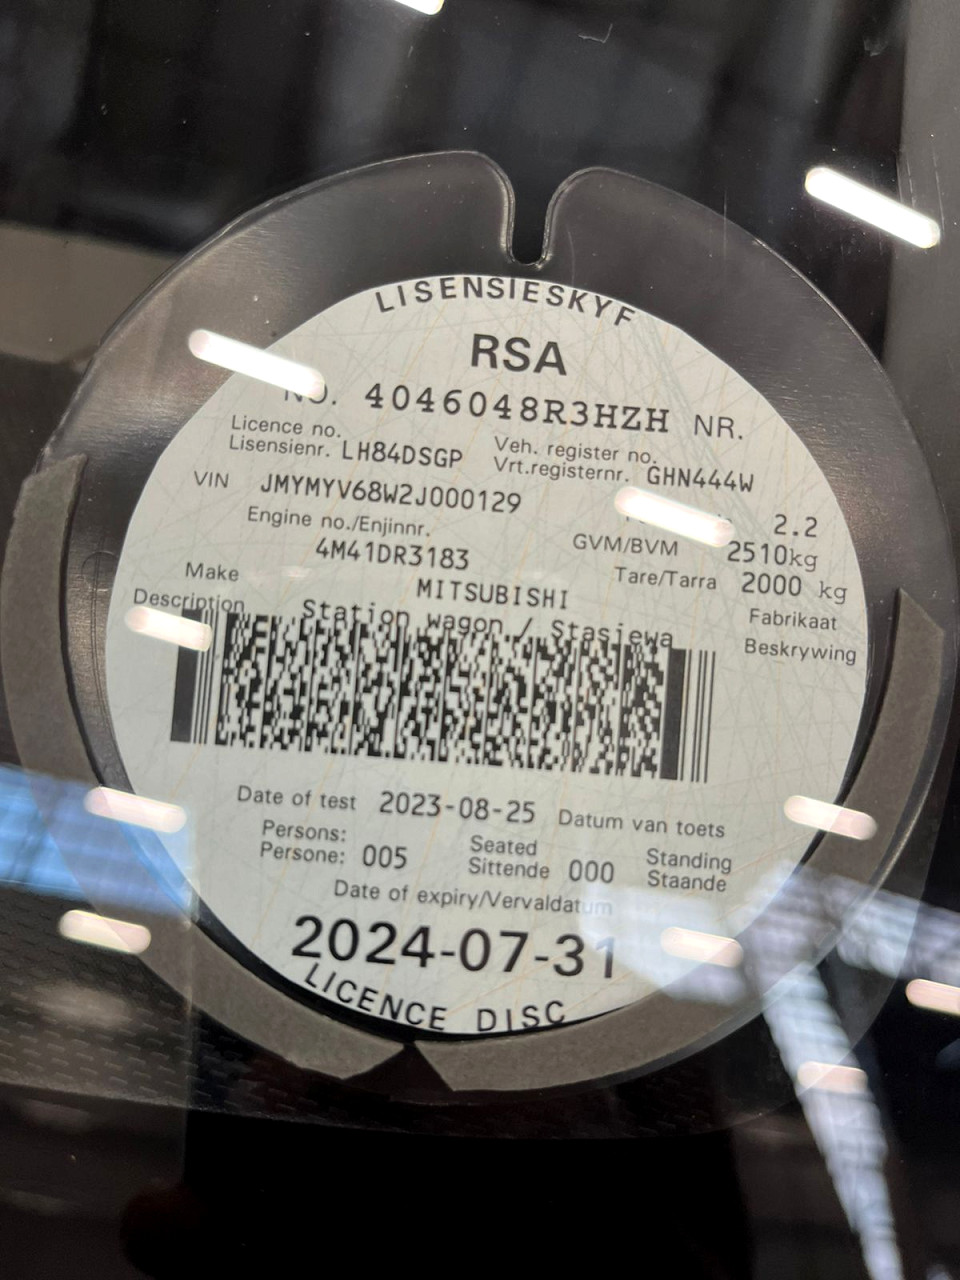 LISENSIESKYF
RSA
NO. 4046048R3HZH NR.
Licence no. Veh. register no.
Lisensienr. LH84DSGP Vrt.registernr. GHN444W
VIN JMYMYV68W2J000129 2.2
Engine no./Enjinnr. GVM/BVM 2510kg
4M41DR3183 Tare/Tarra 2000 kg
Make MITSUBISHI Fabrikaat
Description Station wagon / Stasiewa Beskrywing
Date of test 2023-08-25 Datum van toets
Persons: Seated Standing
Persone: 005 Sittende 000 Staande
Date of expiry/Vervaldatum
2024-07-31
LICENCE DISC